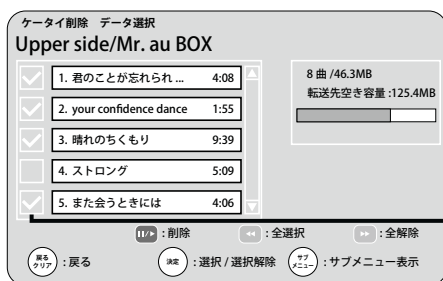 ケータイ削除 データ選択
Upper side/Mr. au BOX
1. 君のことが忘れられ ... 4:08
2. your confidence dance 1:55
3. 晴れのちくもり 9:39
4. ストロング 5:09
5. また会うときには 4:06
8 曲 /46.3MB
転送先空き容量 :125.4MB
: 削除 : 全選択 : 全解除
戻る
クリア : 戻る 決定 : 選択 / 選択解除 サブ
メニュー : サブメニュー表示